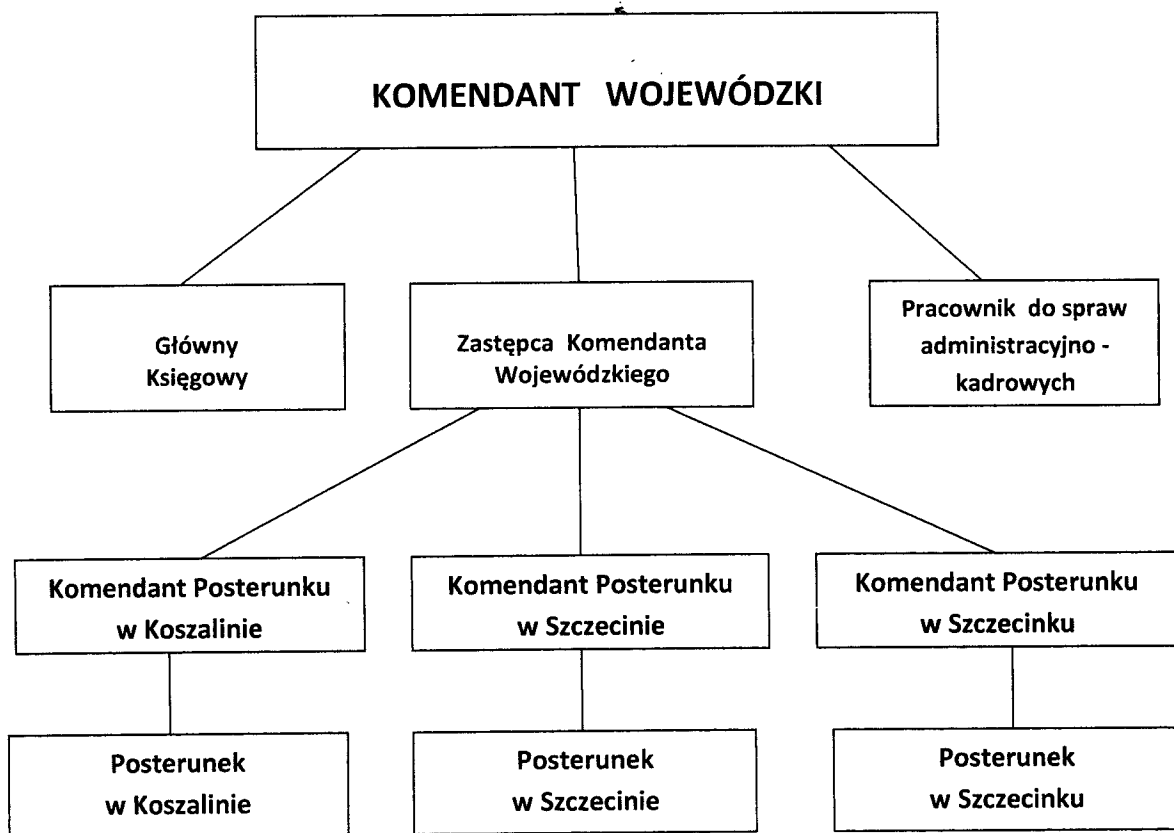 KOMENDANT WOJEWÓDZKI
Główny
Księgowy
Zastępca Komendanta
Wojewódzkiego
Pracownik do spraw
administracyjno -
kadrowych
Komendant Posterunku
w Koszalinie
Komendant Posterunku
w Szczecinie
Komendant Posterunku
w Szczecinku
Posterunek
w Koszalinie
Posterunek
w Szczecinie
Posterunek
w Szczecinku